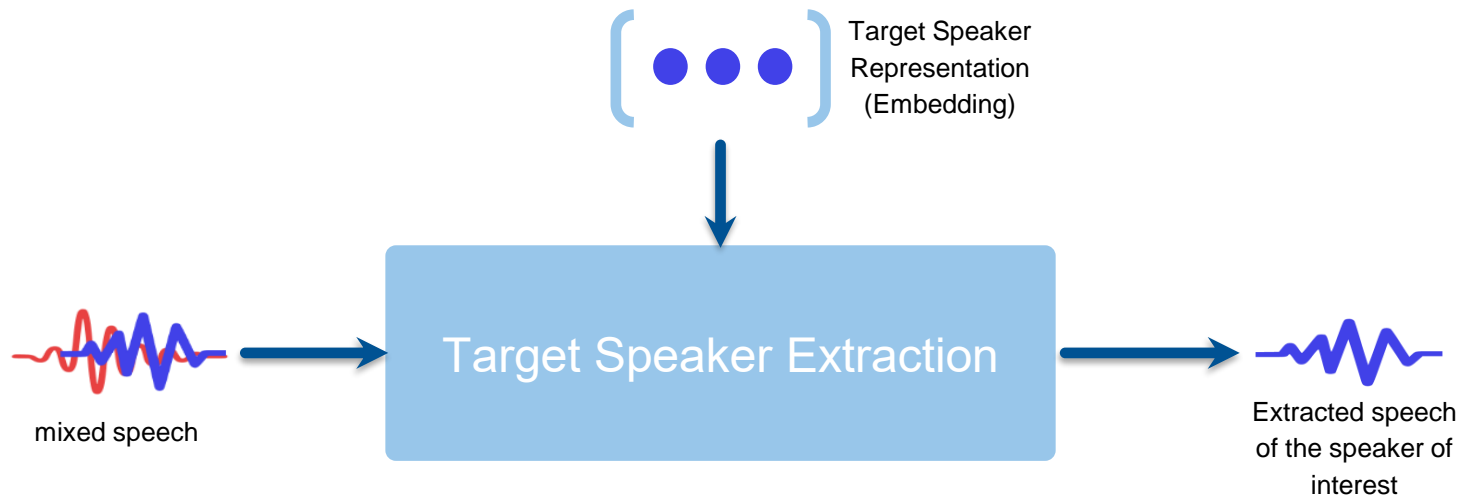 Target Speaker
Representation
(Embedding)
Target Speaker Extraction
mixed speech
Extracted speech
of the speaker of
interest